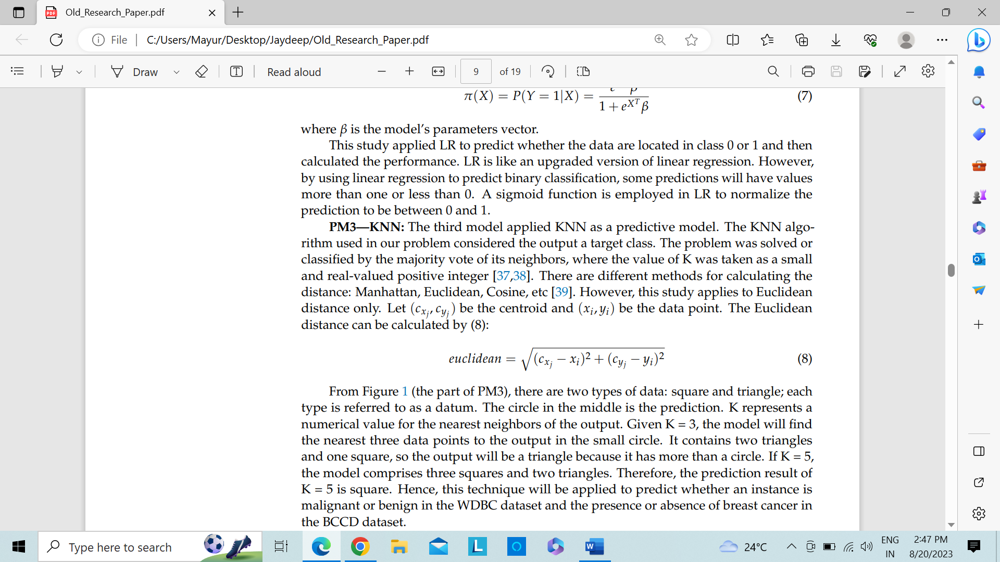 Old_Research_Paper.pdf
File
C:/Users/Mayur/Desktop/Jaydeep/Old_Research_Paper.pdf
Draw
Read aloud
9 of 19
π(X) = P(Y = 1|X) = / 1 + e^{X^T} β (7)
where β is the model's parameters vector.
This study applied LR to predict whether the data are located in class 0 or 1 and then
calculated the performance. LR is like an upgraded version of linear regression. However,
by using linear regression to predict binary classification, some predictions will have values
more than one or less than 0. A sigmoid function is employed in LR to normalize the
prediction to be between 0 and 1.
PM3—KNN: The third model applied KNN as a predictive model. The KNN algo-
rithm used in our problem considered the output a target class. The problem was solved or
classified by the majority vote of its neighbors, where the value of K was taken as a small
and real-valued positive integer [37,38]. There are different methods for calculating the
distance: Manhattan, Euclidean, Cosine, etc [39]. However, this study applies to Euclidean
distance only. Let (c_{x_j}, c_{y_j}) be the centroid and (x_i, y_i) be the data point. The Euclidean
distance can be calculated by (8):
euclidean = √((c_{x_j} − x_i)² + (c_{y_j} − y_i)²) (8)
From Figure 1 (the part of PM3), there are two types of data: square and triangle; each
type is referred to as a datum. The circle in the middle is the prediction. K represents a
numerical value for the nearest neighbors of the output. Given K = 3, the model will find
the nearest three data points to the output in the small circle. It contains two triangles
and one square, so the output will be a triangle because it has more than a circle. If K = 5,
the model comprises three squares and two triangles. Therefore, the prediction result of
K = 5 is square. Hence, this technique will be applied to predict whether an instance is
malignant or benign in the WDBC dataset and the presence or absence of breast cancer in
the BCCD dataset.
Type here to search
24°C
ENG
IN
2:47 PM
8/20/2023